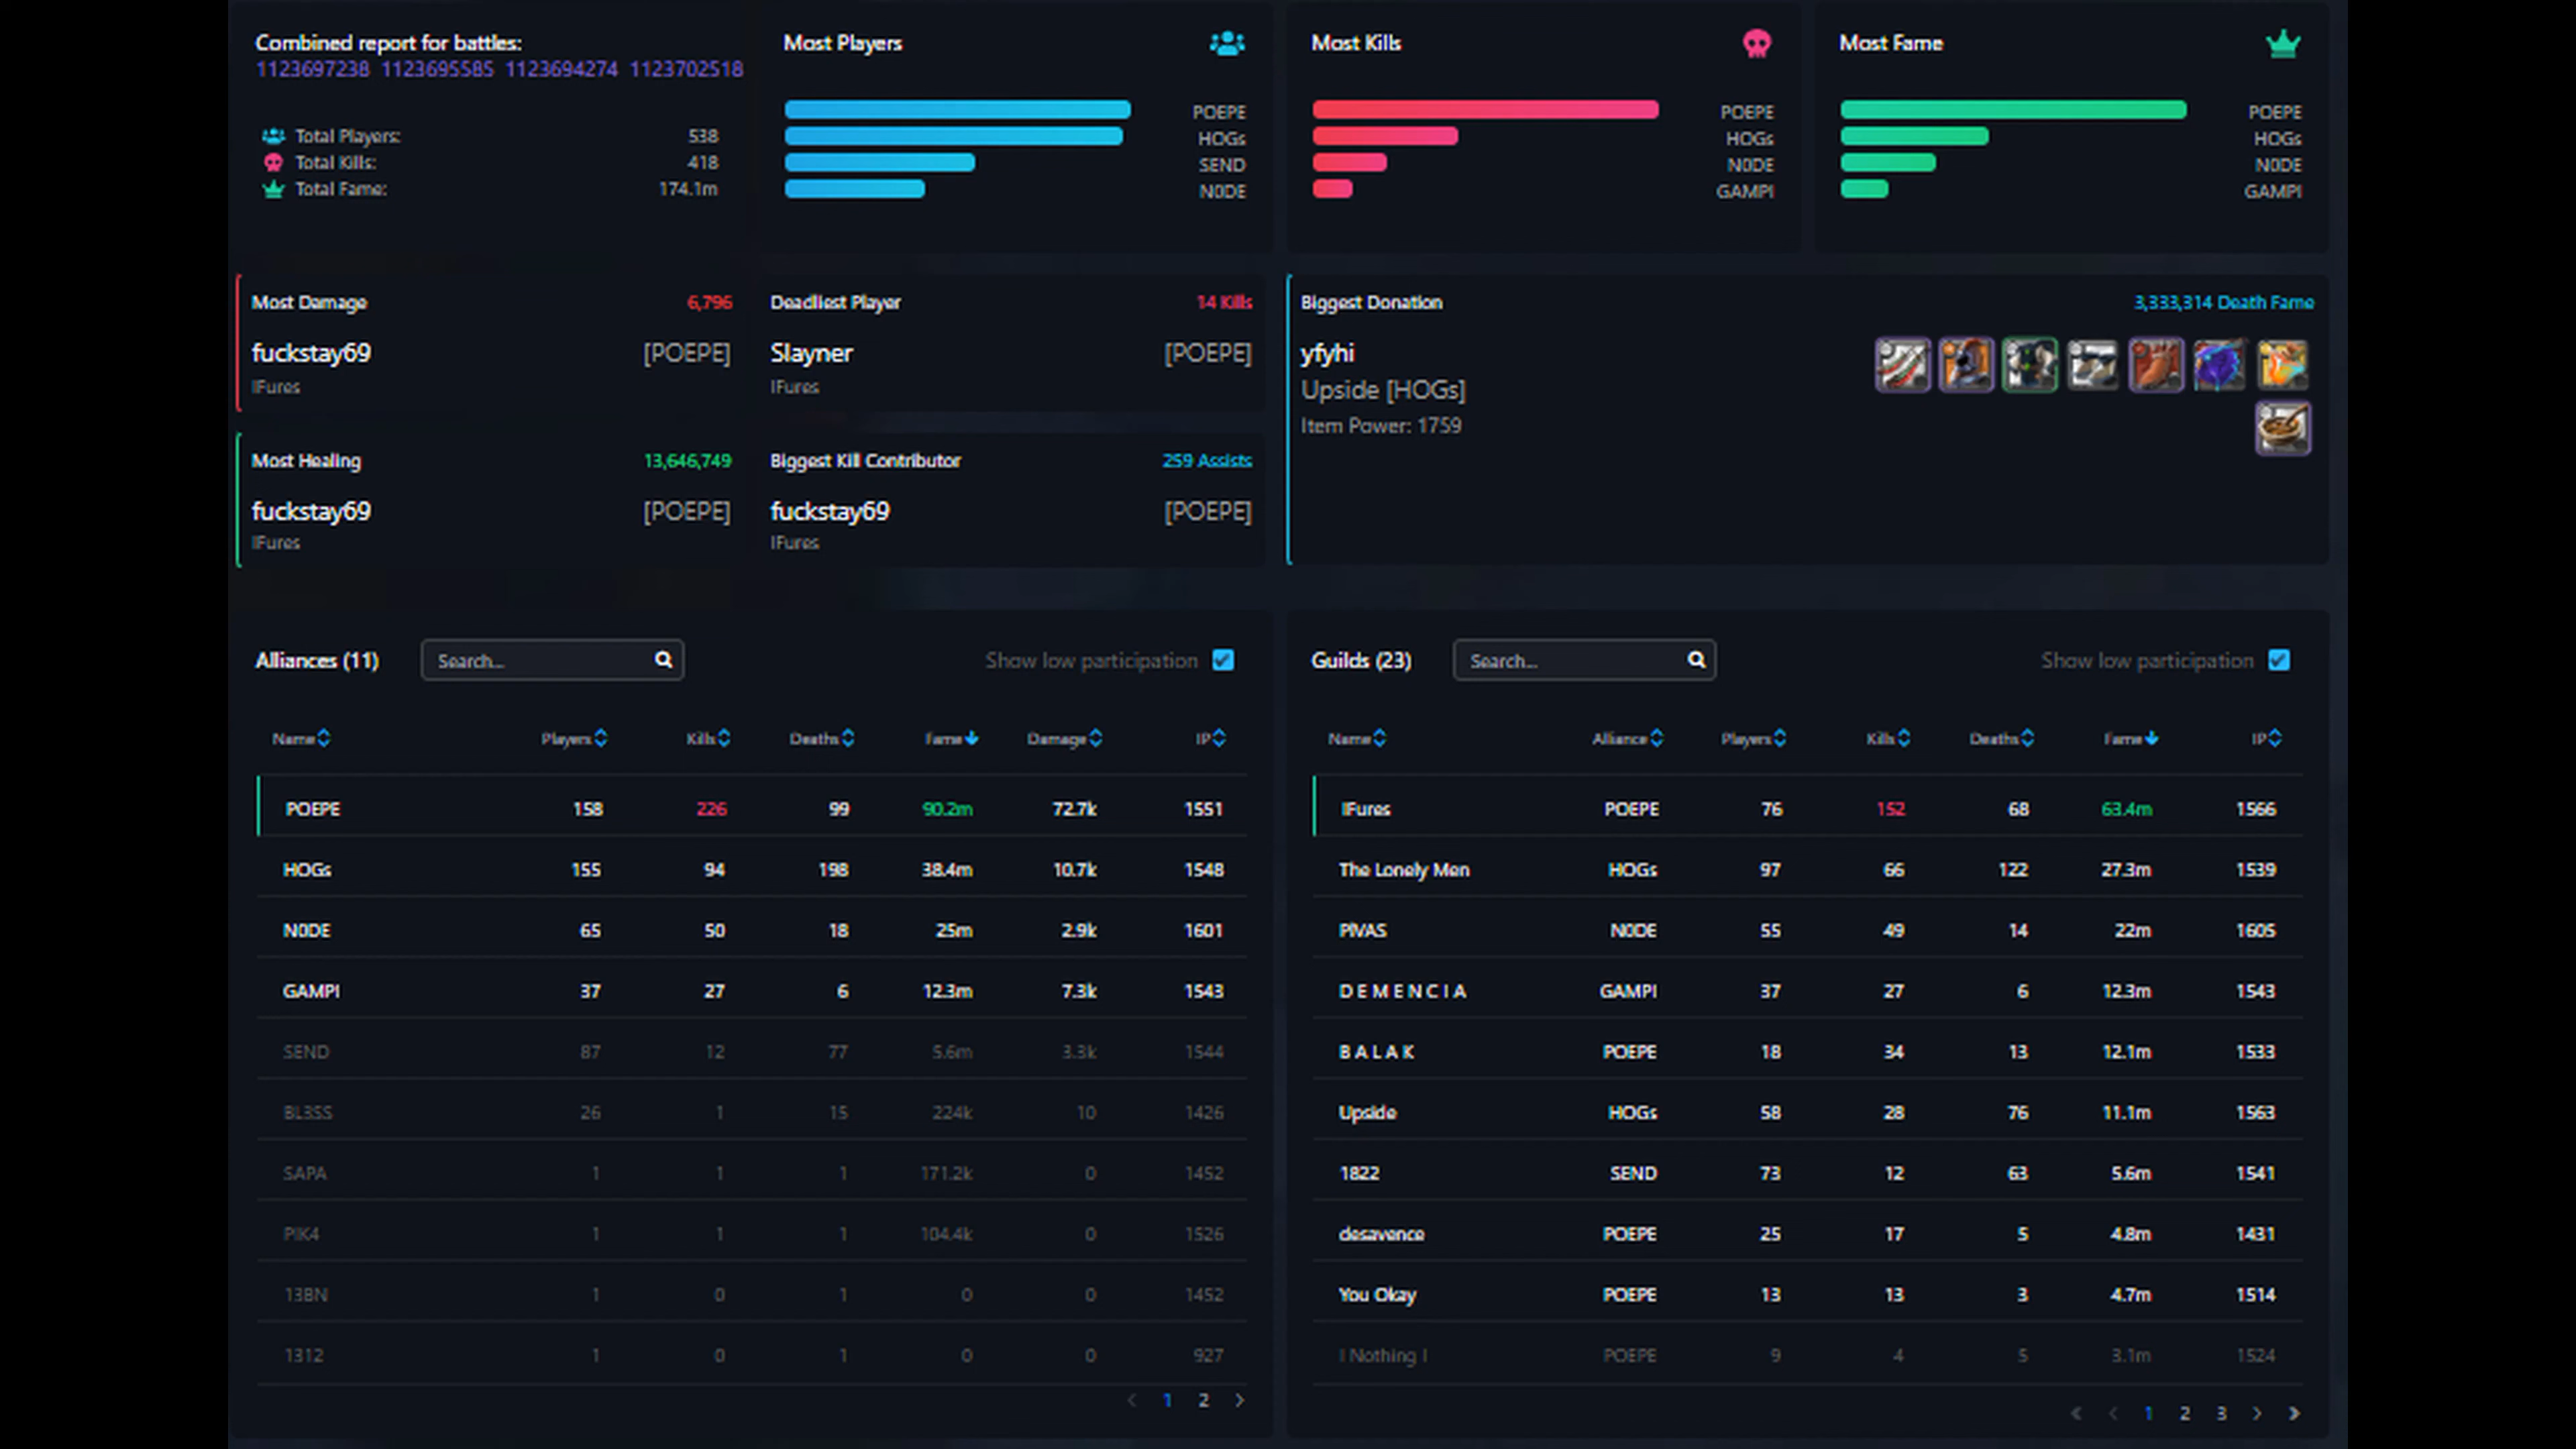 Combined report for battles:
1123697238 1123695585 1123694274 1123702518
Total Players: 538
Total Kills: 418
Total Fame: 174.1m
Most Players
POEPE
HOGs
SEND
N0DE
Most Kills
POEPE
HOGs
N0DE
GAMPI
Most Fame
POEPE
HOGs
N0DE
GAMPI
Most Damage 6,796
fuckstay69 [POEPE]
IFures
Deadliest Player 14 Kills
Slayner [POEPE]
IFures
Biggest Donation 3,333,314 Death Fame
yfyhi
Upside [HOGs]
Item Power: 1759
Most Healing 13,646,749
fuckstay69 [POEPE]
IFures
Biggest Kill Contributor 259 Assists
fuckstay69 [POEPE]
IFures
Alliances (11) Search... Show low participation
Name Players Kills Deaths Fame Damage IP
POEPE 158 226 99 90.2m 72.7k 1551
HOGs 155 94 198 38.4m 10.7k 1548
N0DE 65 50 18 25m 2.9k 1601
GAMPI 37 27 6 12.3m 7.3k 1543
SEND 87 12 77 5.6m 3.3k 1544
BL3SS 26 1 15 224k 10 1426
SAPA 1 1 1 171.2k 0 1452
PIK4 1 1 1 104.4k 0 1526
13BN 1 0 1 0 0 1452
1312 1 0 1 0 0 927
1 2
Guilds (23) Search... Show low participation
Name Alliance Players Kills Deaths Fame IP
IFures POEPE 76 152 68 63.4m 1566
The Lonely Men HOGs 97 66 122 27.3m 1539
PIVAS N0DE 55 49 14 22m 1605
D E M E N C I A GAMPI 37 27 6 12.3m 1543
B A L A K POEPE 18 34 13 12.1m 1533
Upside HOGs 58 28 76 11.1m 1563
1822 SEND 73 12 63 5.6m 1541
desavence POEPE 25 17 5 4.8m 1431
You Okay POEPE 13 13 3 4.7m 1514
I Nothing I POEPE 9 4 5 3.1m 1524
1 2 3